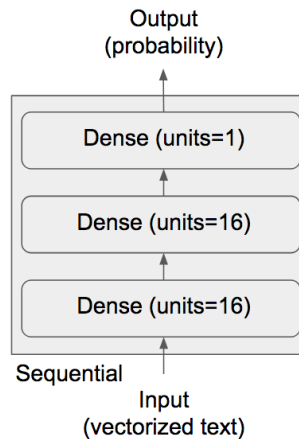 Output
(probability)
Dense (units=1)
Dense (units=16)
Dense (units=16)
Sequential
Input
(vectorized text)